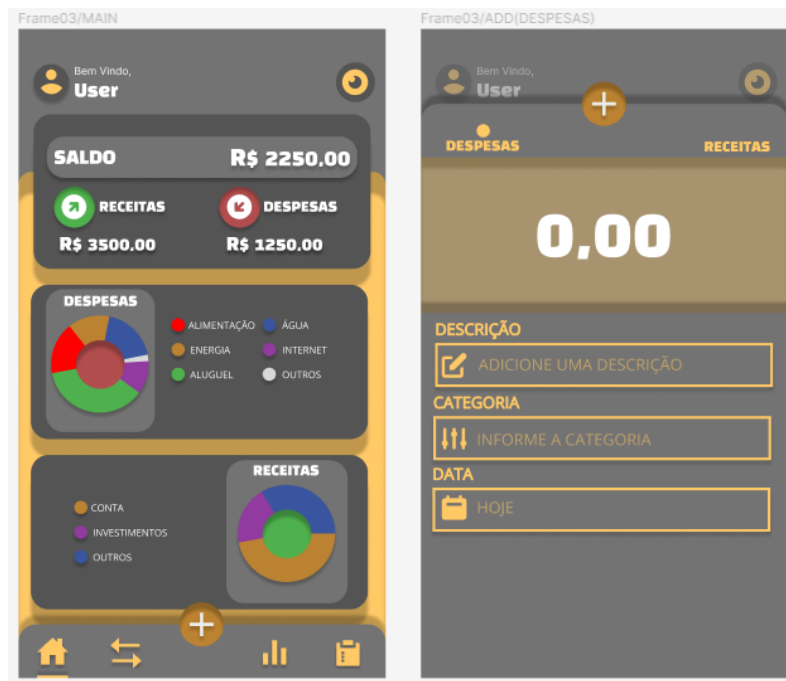 Frame03/MAIN
Bem Vindo,
User
SALDO R$ 2250.00
RECEITAS DESPESAS
R$ 3500.00 R$ 1250.00
DESPESAS
ALIMENTAÇÃO ÁGUA
ENERGIA INTERNET
ALUGUEL OUTROS
RECEITAS
CONTA
INVESTIMENTOS
OUTROS
Frame03/ADD(DESPESAS)
Bem Vindo,
User
DESPESAS RECEITAS
0,00
DESCRIÇÃO
ADICIONE UMA DESCRIÇÃO
CATEGORIA
INFORME A CATEGORIA
DATA
HOJE